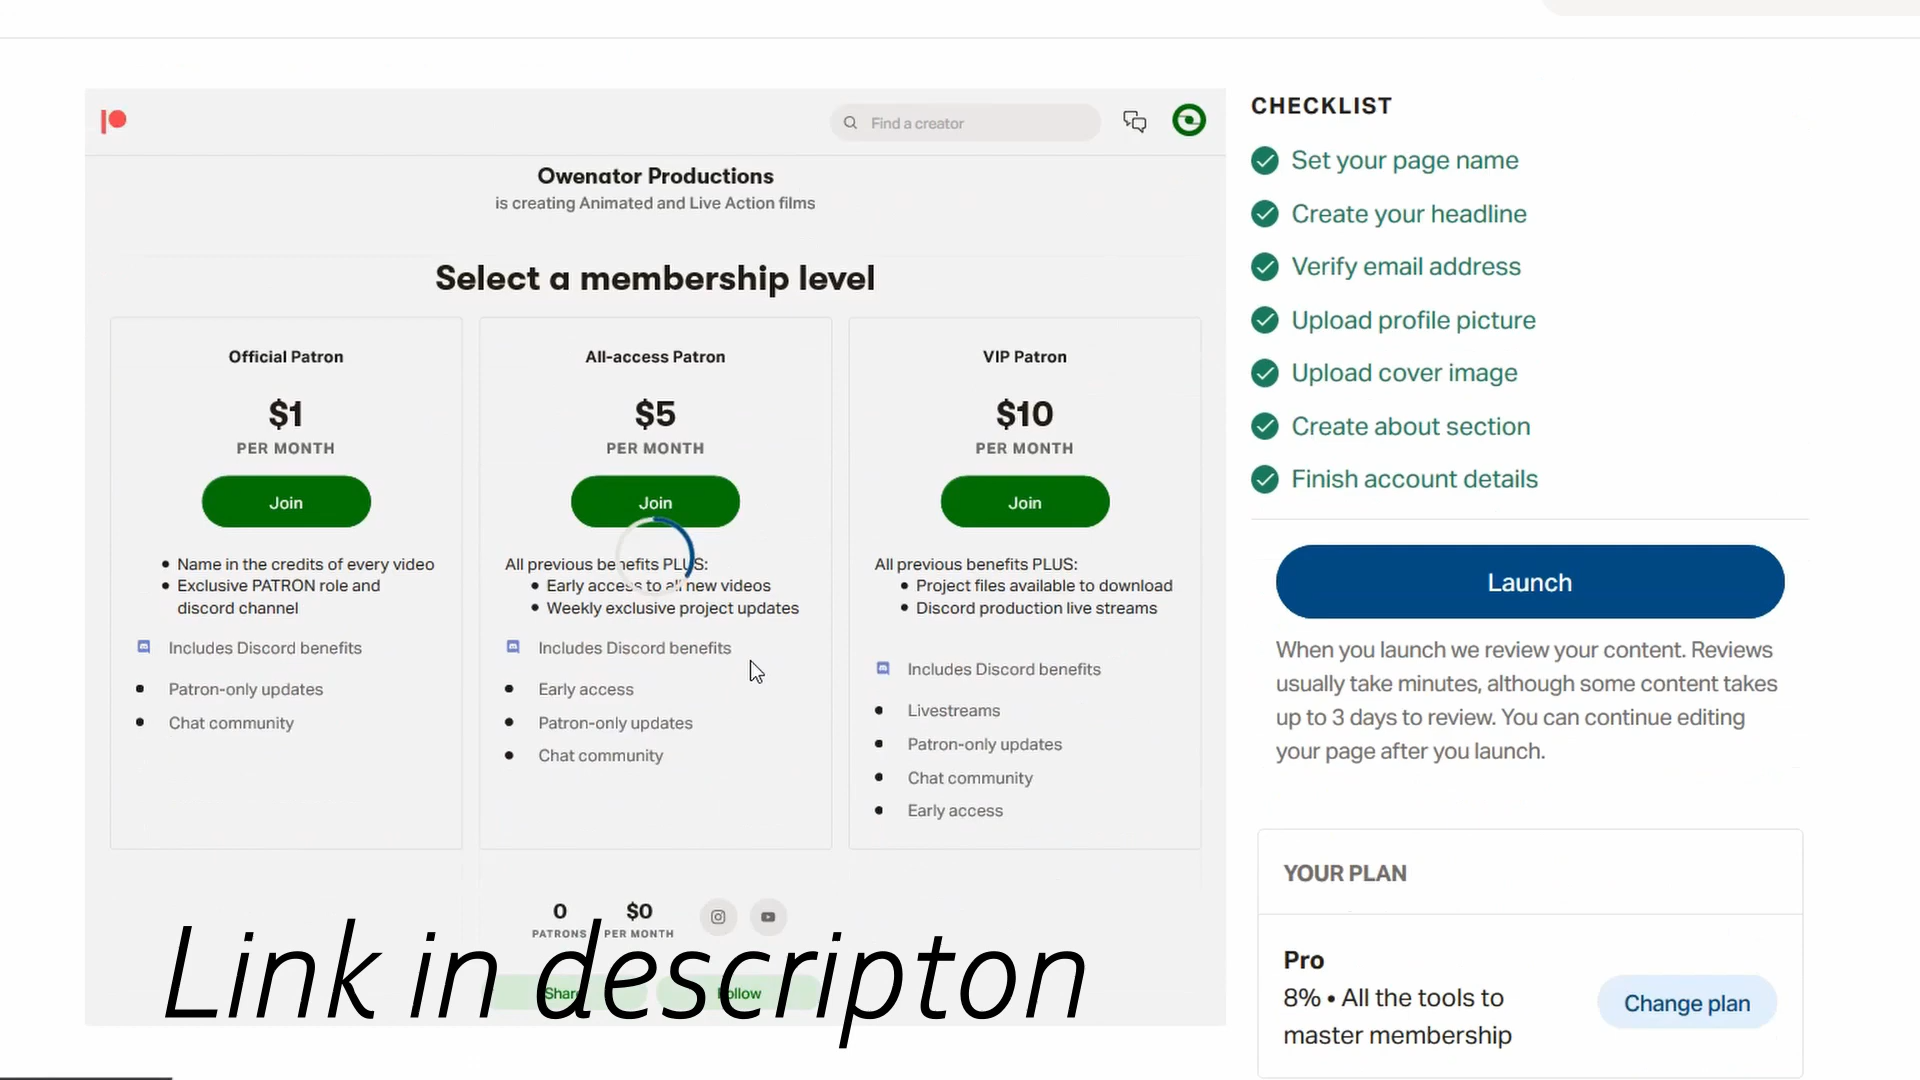 Find a creator
Owenator Productions
is creating Animated and Live Action films
Select a membership level
Official Patron
$1
PER MONTH
Join
Name in the credits of every video
Exclusive PATRON role and
discord channel
Includes Discord benefits
Patron-only updates
Chat community
All-access Patron
$5
PER MONTH
Join
All previous benefits PLUS:
Early access to all new videos
Weekly exclusive project updates
Includes Discord benefits
Early access
Patron-only updates
Chat community
VIP Patron
$10
PER MONTH
Join
All previous benefits PLUS:
Project files available to download
Discord production live streams
Includes Discord benefits
Livestreams
Patron-only updates
Chat community
Early access
0
PATRONS
$0
PER MONTH
Share
Follow
Link in descripton
CHECKLIST
Set your page name
Create your headline
Verify email address
Upload profile picture
Upload cover image
Create about section
Finish account details
Launch
When you launch we review your content. Reviews
usually take minutes, although some content takes
up to 3 days to review. You can continue editing
your page after you launch.
YOUR PLAN
Pro
8% • All the tools to
master membership
Change plan